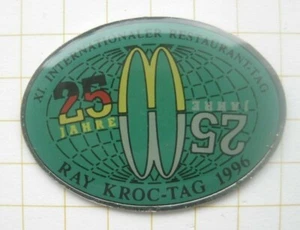 XI. INTERNATIONALER RESTAURANTTAG
25
JAHRE
M
25
JAHRE
RAY KROC-TAG 1996